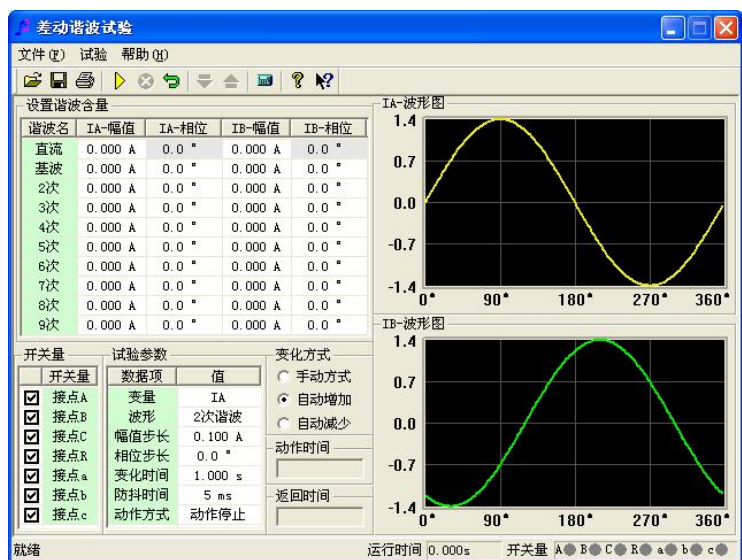 差动谐波试验
文件(F) 试验 帮助(H)
设置谐波含量
谐波名 IA-幅值 IA-相位 IB-幅值 IB-相位
直流 0.000 A 0.0 ° 0.000 A 0.0 °
基波 0.000 A 0.0 ° 0.000 A 0.0 °
2次 0.000 A 0.0 ° 0.000 A 0.0 °
3次 0.000 A 0.0 ° 0.000 A 0.0 °
4次 0.000 A 0.0 ° 0.000 A 0.0 °
5次 0.000 A 0.0 ° 0.000 A 0.0 °
6次 0.000 A 0.0 ° 0.000 A 0.0 °
7次 0.000 A 0.0 ° 0.000 A 0.0 °
8次 0.000 A 0.0 ° 0.000 A 0.0 °
9次 0.000 A 0.0 ° 0.000 A 0.0 °
IA-波形图
1.4
0.7
0.0
-0.7
-1.4
0° 90° 180° 270° 360°
IB-波形图
1.4
0.7
0.0
-0.7
-1.4
0° 90° 180° 270° 360°
开关量
开关量
接点A
接点B
接点C
接点R
接点a
接点b
接点c
试验参数
数据项 值
变量 IA
波形 2次谐波
幅值步长 0.100 A
相位步长 0.0 °
变化时间 1.000 s
防抖时间 5 ms
动作方式 动作停止
变化方式
手动方式
自动增加
自动减少
动作时间
返回时间
就绪 运行时间 0.000s 开关量 A B C R a b c